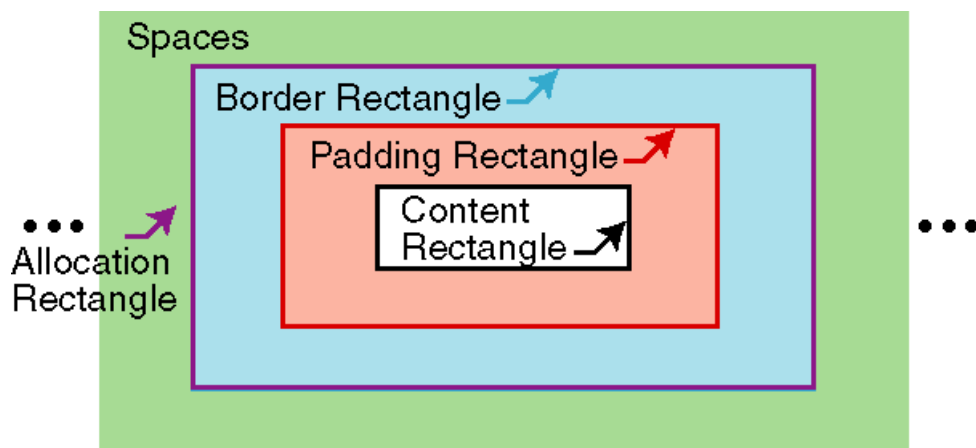 Spaces
Border Rectangle
Padding Rectangle
Content
Rectangle
••• •••
Allocation
Rectangle